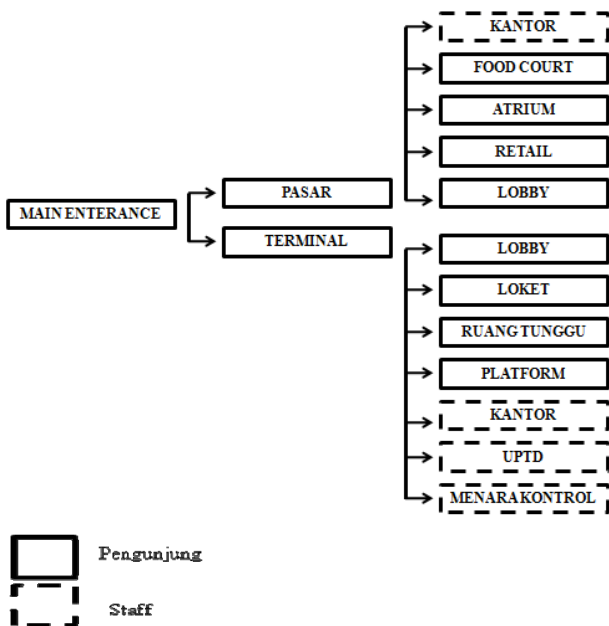 KANTOR
FOOD COURT
ATRIUM
RETAIL
LOBBY
PASAR
MAIN ENTERANCE
TERMINAL
LOBBY
LOKET
RUANG TUNGGU
PLATFORM
KANTOR
UPTD
MENARA KONTROL
Pengunjung
Staff